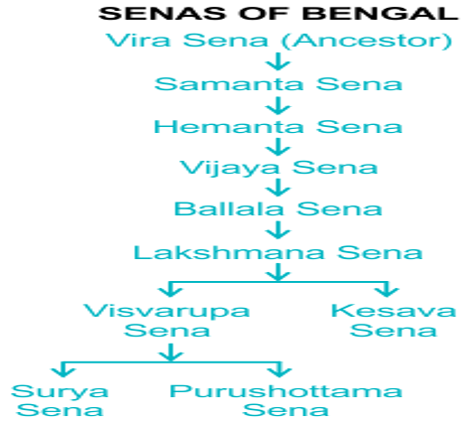 SENAS OF BENGAL
Vira Sena (Ancestor)
Samanta Sena
Hemanta Sena
Vijaya Sena
Ballala Sena
Lakshmana Sena
Visvarupa
Sena
Kesava
Sena
Surya
Sena
Purushottama
Sena